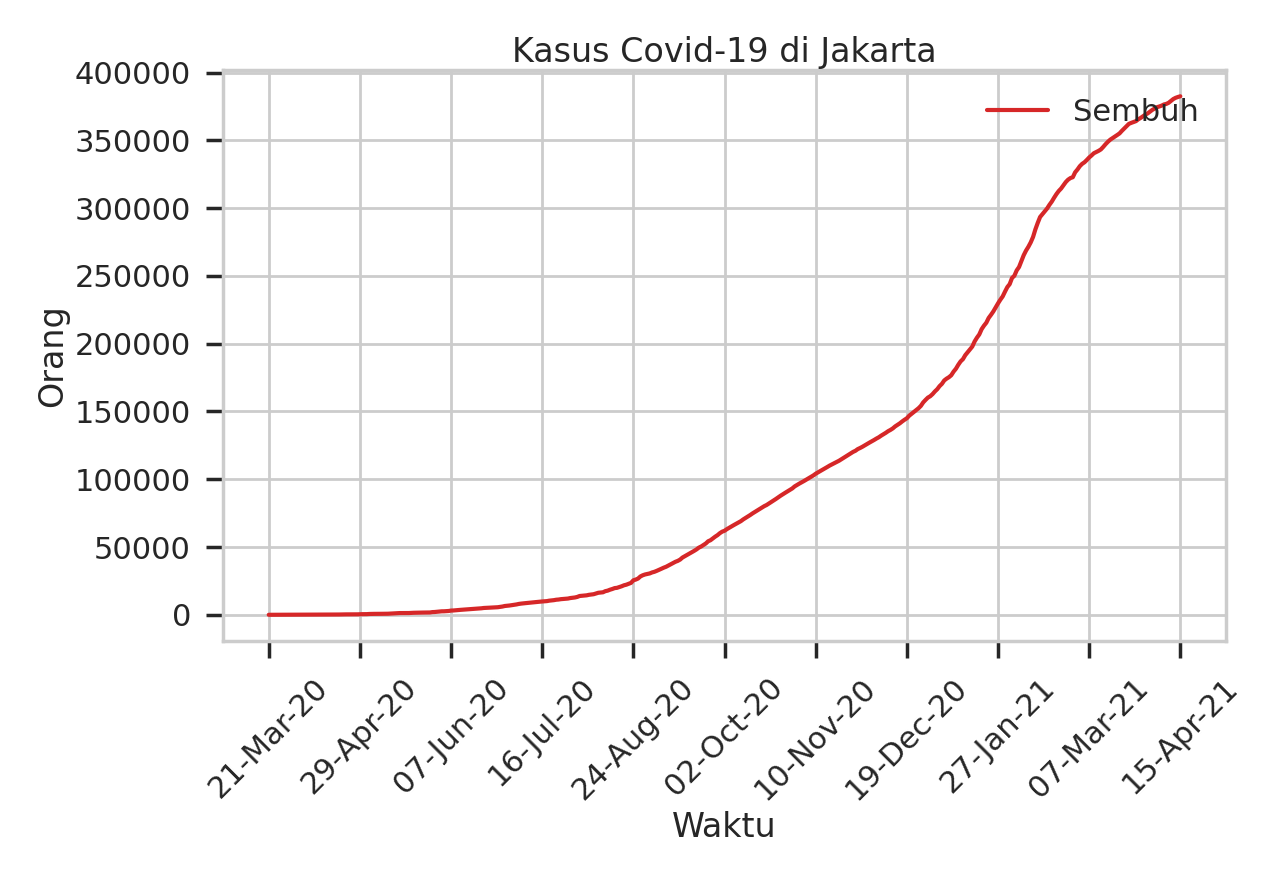 Kasus Covid-19 di Jakarta
400000
350000
300000
250000
200000
150000
100000
50000
0
Orang
Sembuh
21-Mar-20
29-Apr-20
07-Jun-20
16-Jul-20
24-Aug-20
02-Oct-20
10-Nov-20
19-Dec-20
27-Jan-21
07-Mar-21
15-Apr-21
Waktu